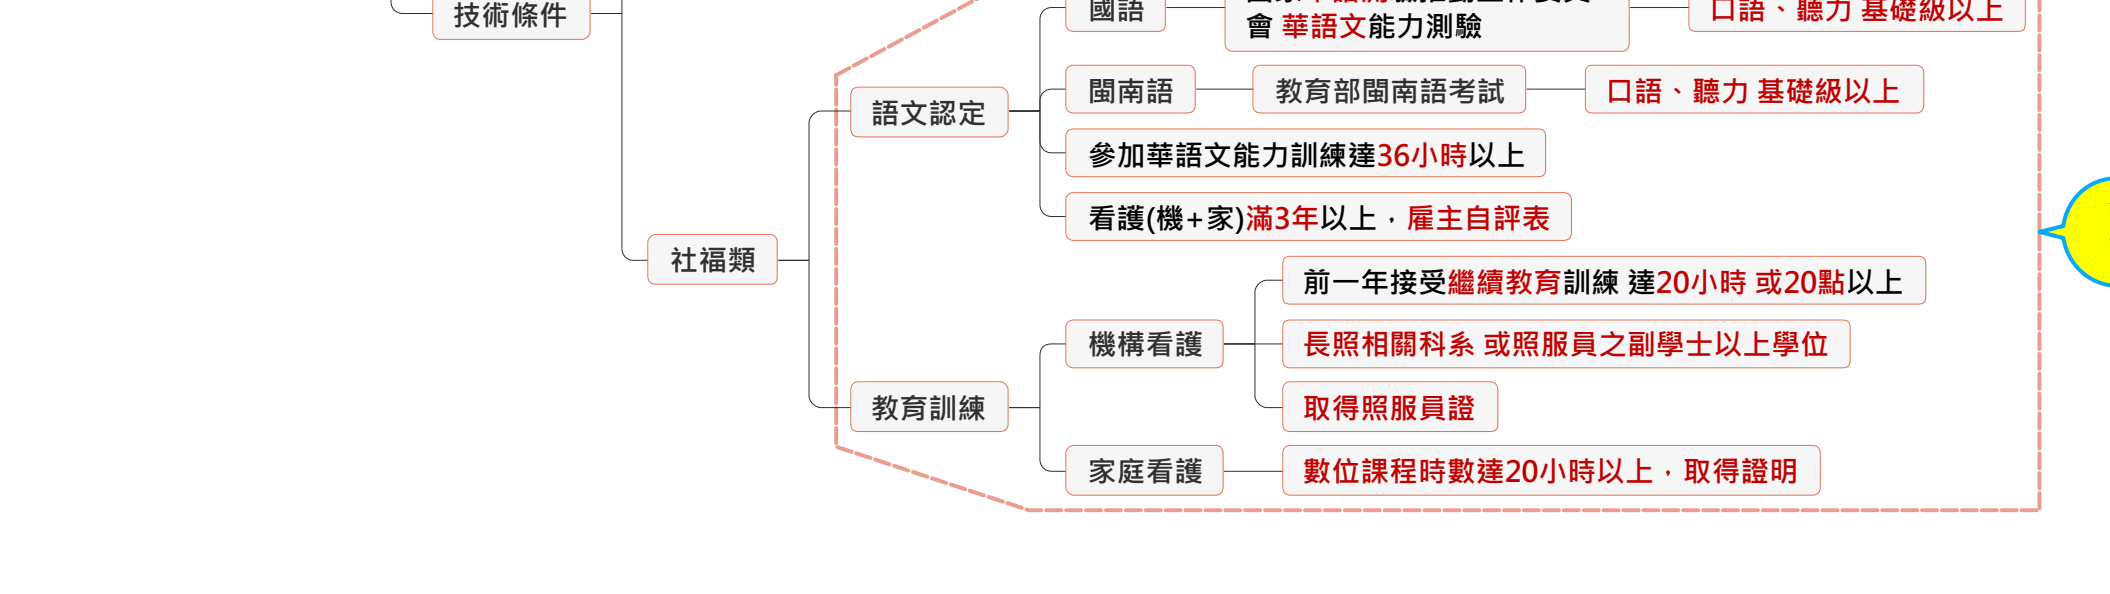 技術條件
國語
會 華語文能力測驗
口語、聽力 基礎級以上
語文認定
閩南語
教育部閩南語考試
口語、聽力 基礎級以上
參加華語文能力訓練達36小時以上
看護(機+家)滿3年以上，雇主自評表
社福類
前一年接受繼續教育訓練 達20小時 或20點以上
機構看護
長照相關科系 或照服員之副學士以上學位
教育訓練
取得照服員證
家庭看護
數位課程時數達20小時以上，取得證明